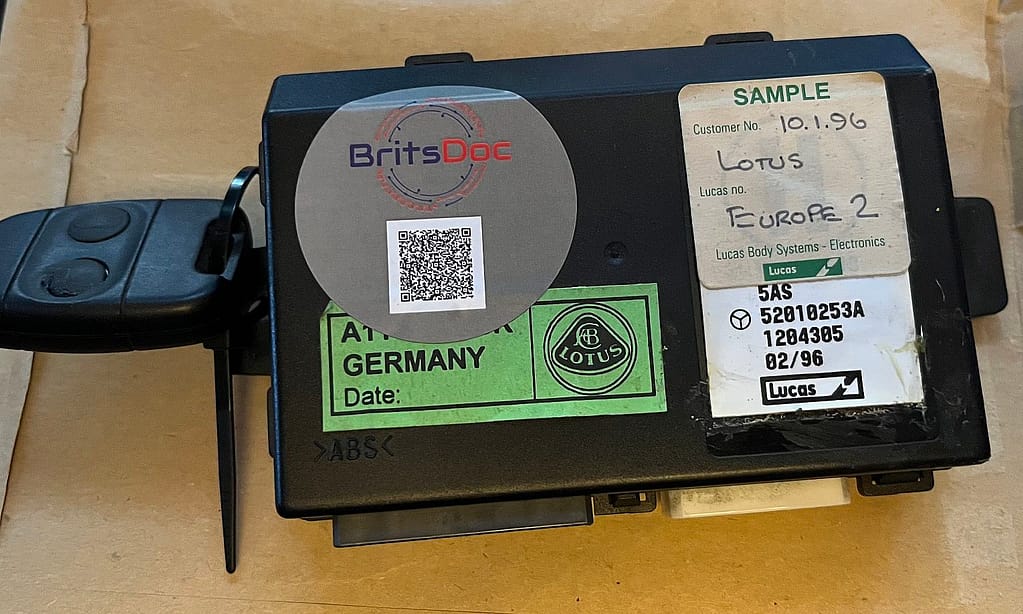 BritsDoc
SAMPLE
Customer No. 10.1.96
LOTUS
Lucas no.
EUROPE 2
Lucas Body Systems - Electronics
Lucas
5AS
52010253A
1204305
02/96
Lucas
GERMANY
Date:
LOTUS
>ABS<